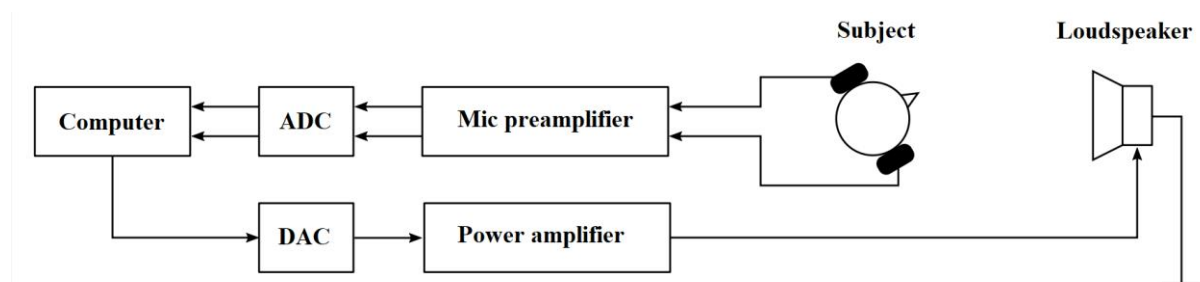 Subject
Loudspeaker
Computer
ADC
Mic preamplifier
DAC
Power amplifier